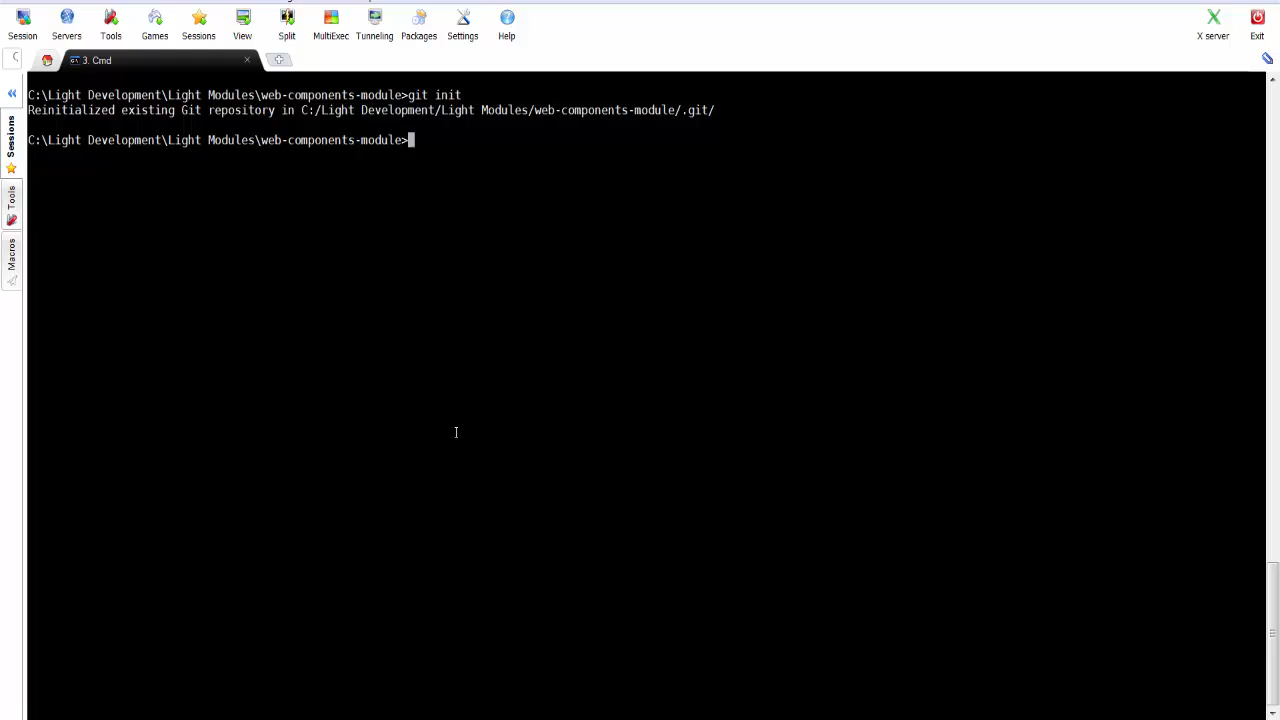 Session Servers Tools Games Sessions View Split MultiExec Tunneling Packages Settings Help X server Exit
3. Cmd
C:\Light Development\Light Modules\web-components-module>git init
Reinitialized existing Git repository in C:/Light Development/Light Modules/web-components-module/.git/
C:\Light Development\Light Modules\web-components-module>
Sessions
Tools
Macros